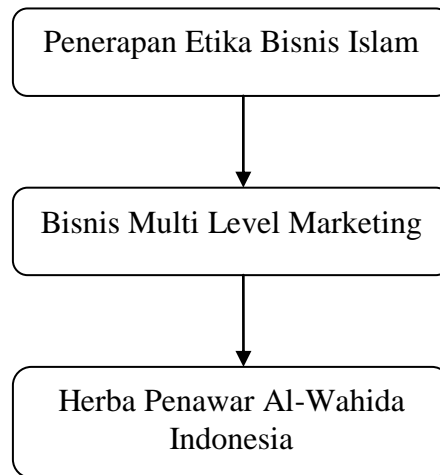 Penerapan Etika Bisnis Islam
Bisnis Multi Level Marketing
Herba Penawar Al-Wahida
Indonesia